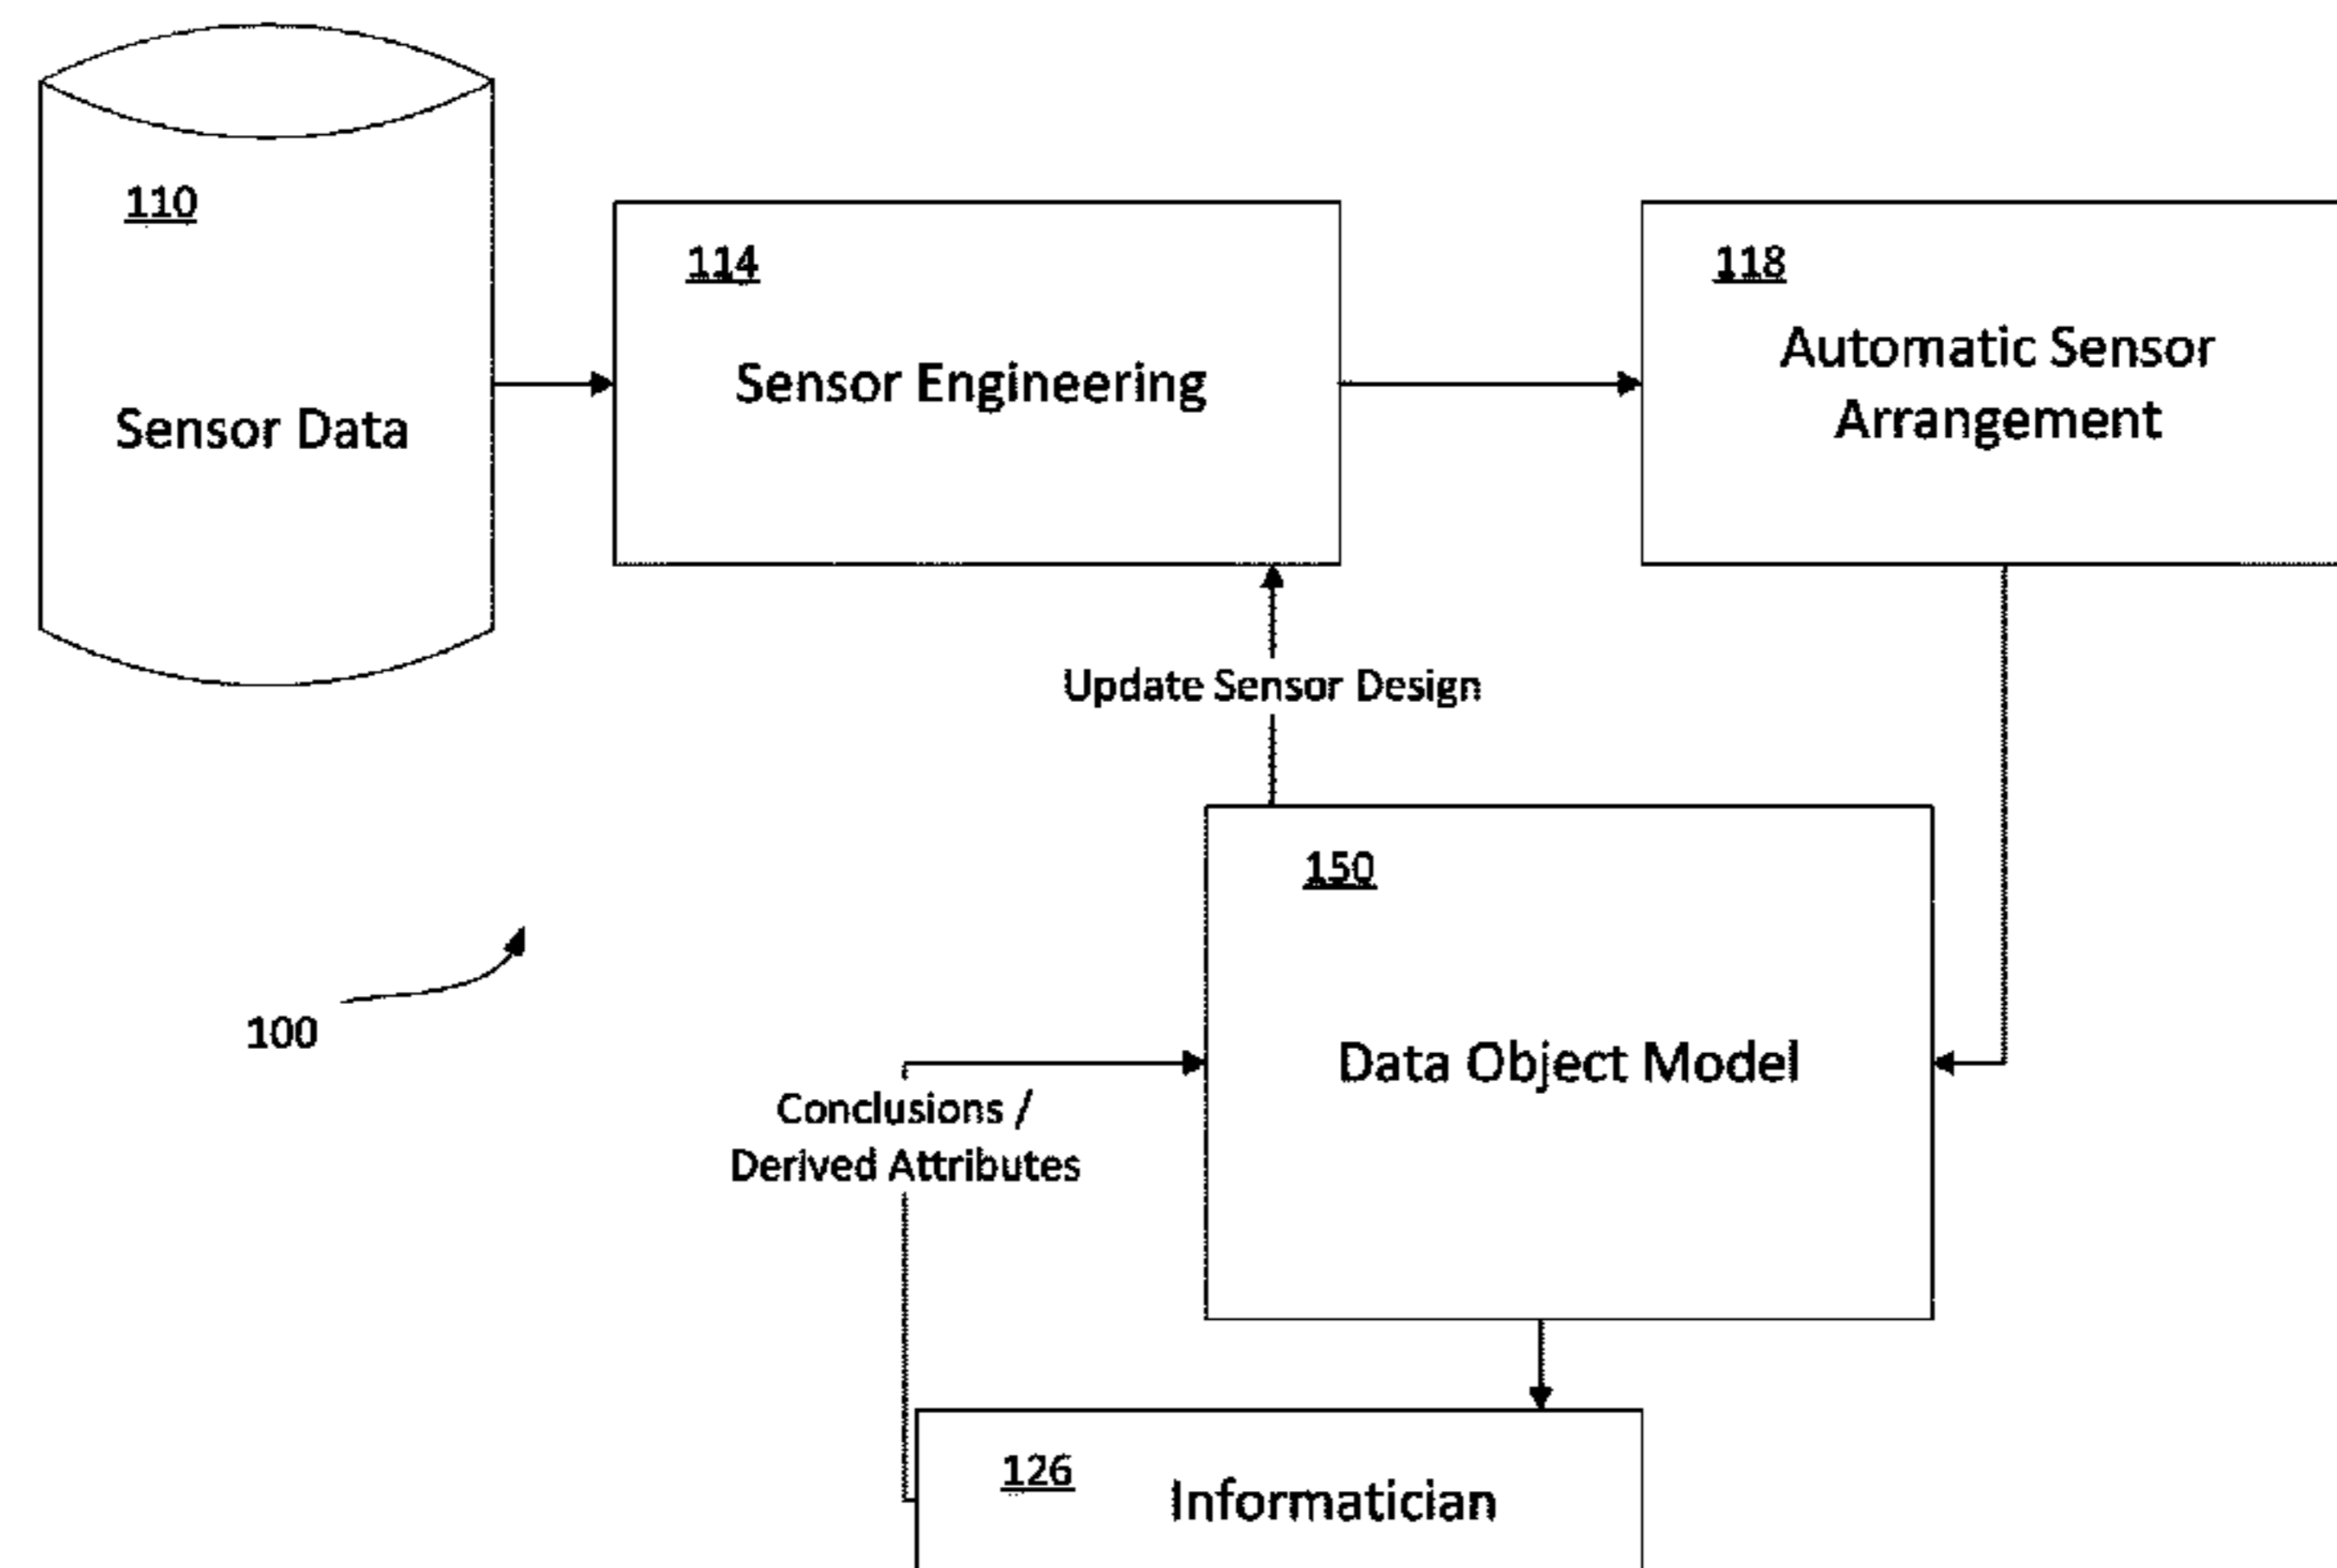 110
Sensor Data
114
Sensor Engineering
118
Automatic Sensor
Arrangement
Update Sensor Design
150
Data Object Model
100
Conclusions /
Derived Attributes
126
Informatician